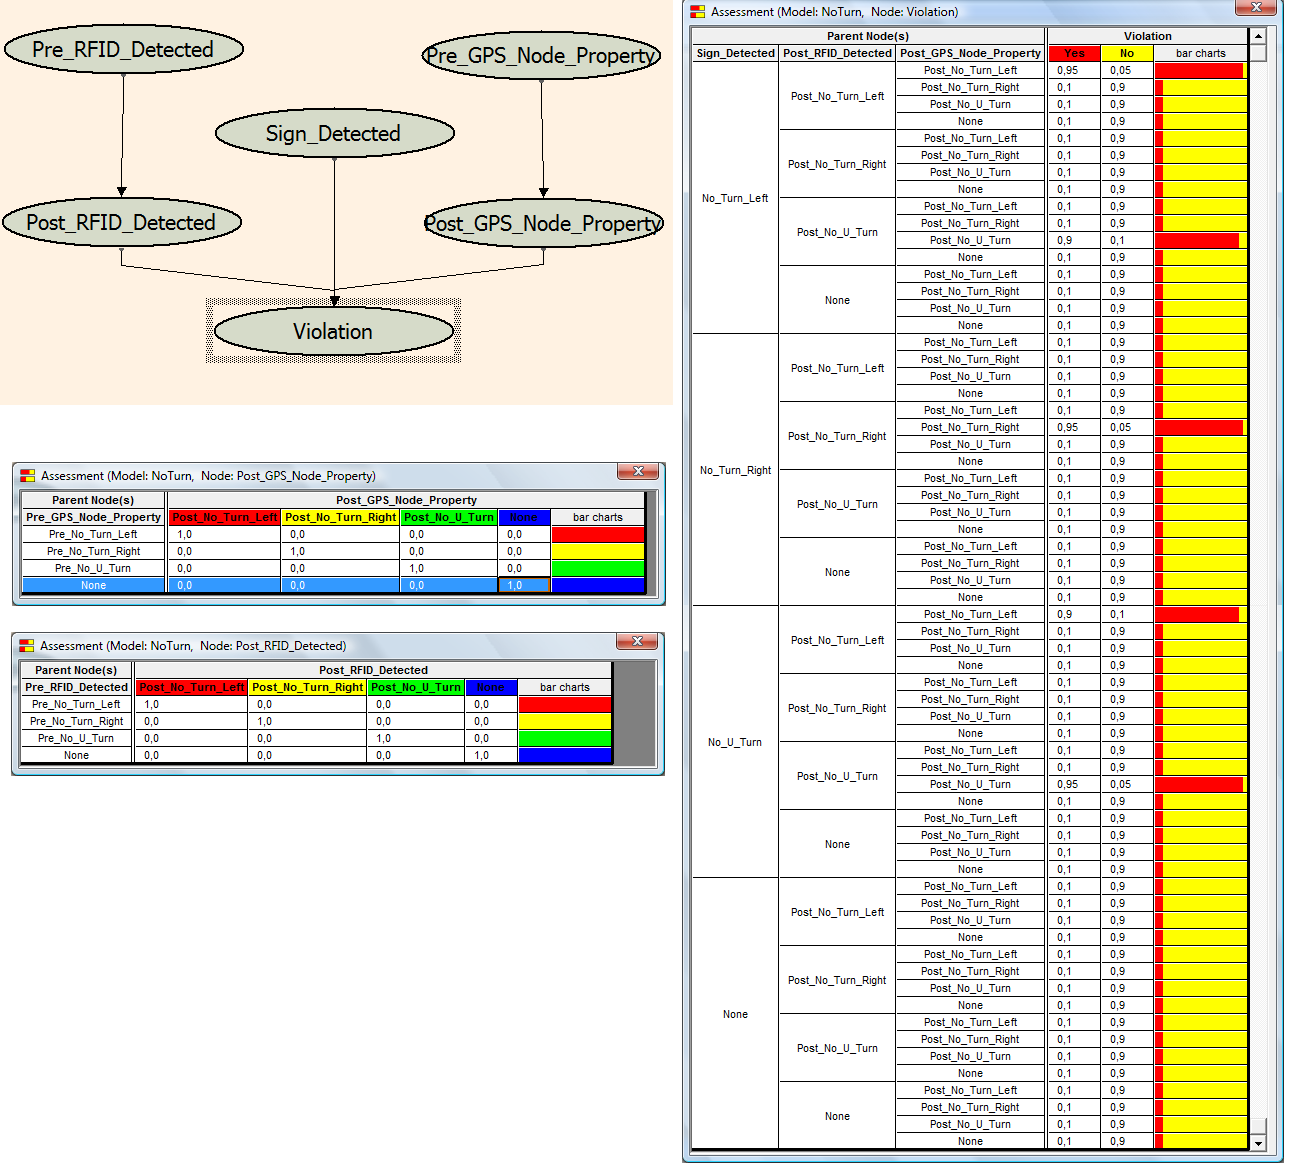 Pre_RFID_Detected
Pre_GPS_Node_Property
Sign_Detected
Post_RFID_Detected
Post_GPS_Node_Property
Violation
Assessment (Model: NoTurn, Node: Post_GPS_Node_Property)
Parent Node(s) Post_GPS_Node_Property
Pre_GPS_Node_Property Post_No_Turn_Left Post_No_Turn_Right Post_No_U_Turn None bar charts
Pre_No_Turn_Left 1,0 0,0 0,0 0,0
Pre_No_Turn_Right 0,0 1,0 0,0 0,0
Pre_No_U_Turn 0,0 0,0 1,0 0,0
None 0,0 0,0 0,0 1,0
Assessment (Model: NoTurn, Node: Post_RFID_Detected)
Parent Node(s) Post_RFID_Detected
Pre_RFID_Detected Post_No_Turn_Left Post_No_Turn_Right Post_No_U_Turn None bar charts
Pre_No_Turn_Left 1,0 0,0 0,0 0,0
Pre_No_Turn_Right 0,0 1,0 0,0 0,0
Pre_No_U_Turn 0,0 0,0 1,0 0,0
None 0,0 0,0 0,0 1,0
Assessment (Model: NoTurn, Node: Violation)
Parent Node(s) Violation
Sign_Detected Post_RFID_Detected Post_GPS_Node_Property Yes No bar charts
No_Turn_Left
Post_No_Turn_Left
Post_No_Turn_Left 0,95 0,05
Post_No_Turn_Right 0,1 0,9
Post_No_U_Turn 0,1 0,9
None 0,1 0,9
Post_No_Turn_Right
Post_No_Turn_Left 0,1 0,9
Post_No_Turn_Right 0,1 0,9
Post_No_U_Turn 0,1 0,9
None 0,1 0,9
Post_No_U_Turn
Post_No_Turn_Left 0,1 0,9
Post_No_Turn_Right 0,1 0,9
Post_No_U_Turn 0,9 0,1
None 0,1 0,9
None
Post_No_Turn_Left 0,1 0,9
Post_No_Turn_Right 0,1 0,9
Post_No_U_Turn 0,1 0,9
None 0,1 0,9
No_Turn_Right
Post_No_Turn_Left
Post_No_Turn_Left 0,1 0,9
Post_No_Turn_Right 0,1 0,9
Post_No_U_Turn 0,1 0,9
None 0,1 0,9
Post_No_Turn_Right
Post_No_Turn_Left 0,1 0,9
Post_No_Turn_Right 0,95 0,05
Post_No_U_Turn 0,1 0,9
None 0,1 0,9
Post_No_U_Turn
Post_No_Turn_Left 0,1 0,9
Post_No_Turn_Right 0,1 0,9
Post_No_U_Turn 0,1 0,9
None 0,1 0,9
None
Post_No_Turn_Left 0,1 0,9
Post_No_Turn_Right 0,1 0,9
Post_No_U_Turn 0,1 0,9
None 0,1 0,9
No_U_Turn
Post_No_Turn_Left
Post_No_Turn_Left 0,9 0,1
Post_No_Turn_Right 0,1 0,9
Post_No_U_Turn 0,1 0,9
None 0,1 0,9
Post_No_Turn_Right
Post_No_Turn_Left 0,1 0,9
Post_No_Turn_Right 0,1 0,9
Post_No_U_Turn 0,1 0,9
None 0,1 0,9
Post_No_U_Turn
Post_No_Turn_Left 0,1 0,9
Post_No_Turn_Right 0,1 0,9
Post_No_U_Turn 0,95 0,05
None 0,1 0,9
None
Post_No_Turn_Left 0,1 0,9
Post_No_Turn_Right 0,1 0,9
Post_No_U_Turn 0,1 0,9
None 0,1 0,9
None
Post_No_Turn_Left
Post_No_Turn_Left 0,1 0,9
Post_No_Turn_Right 0,1 0,9
Post_No_U_Turn 0,1 0,9
None 0,1 0,9
Post_No_Turn_Right
Post_No_Turn_Left 0,1 0,9
Post_No_Turn_Right 0,1 0,9
Post_No_U_Turn 0,1 0,9
None 0,1 0,9
Post_No_U_Turn
Post_No_Turn_Left 0,1 0,9
Post_No_Turn_Right 0,1 0,9
Post_No_U_Turn 0,1 0,9
None 0,1 0,9
None
Post_No_Turn_Left 0,1 0,9
Post_No_Turn_Right 0,1 0,9
Post_No_U_Turn 0,1 0,9
None 0,1 0,9